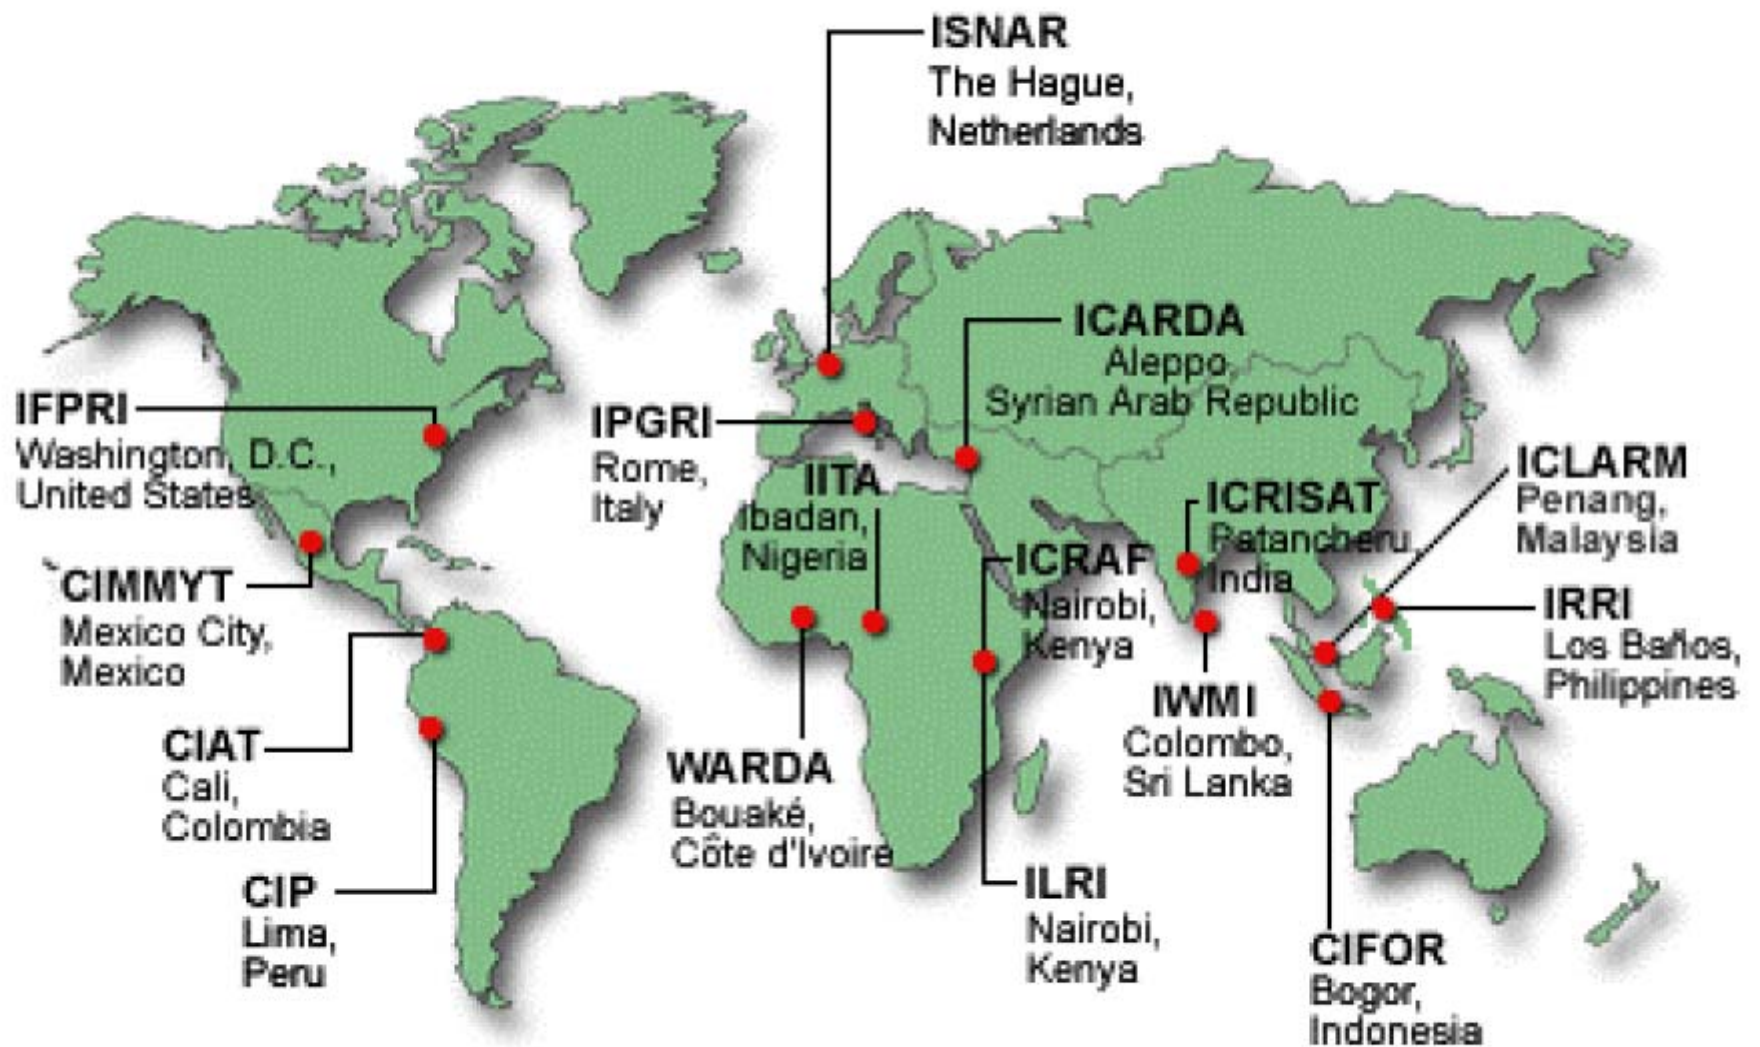 ISNAR
The Hague,
Netherlands
ICARDA
Aleppo,
Syrian Arab Republic
IFPRI
Washington, D.C.,
United States
IPGRI
Rome,
Italy
IITA
Ibadan,
Nigeria
ICRISAT
Patancheru,
India
ICLARM
Penang,
Malaysia
CIMMYT
Mexico City,
Mexico
ICRAF
Nairobi,
Kenya
IRRI
Los Baños,
Philippines
CIAT
Cali,
Colombia
WARDA
Bouaké,
Côte d'Ivoire
IWMI
Colombo,
Sri Lanka
CIP
Lima,
Peru
ILRI
Nairobi,
Kenya
CIFOR
Bogor,
Indonesia